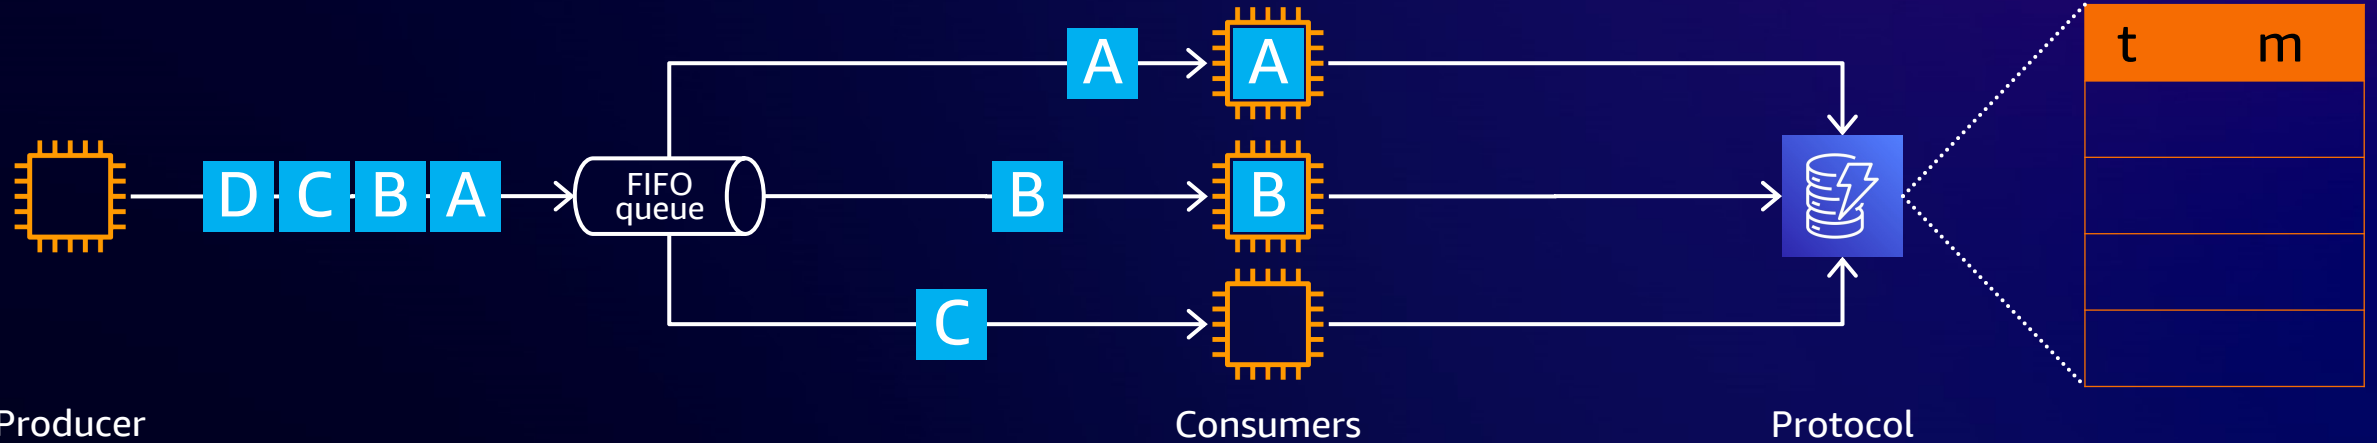 t m
A A
D C B A
FIFO
queue
B B
C
Producer
Consumers
Protocol